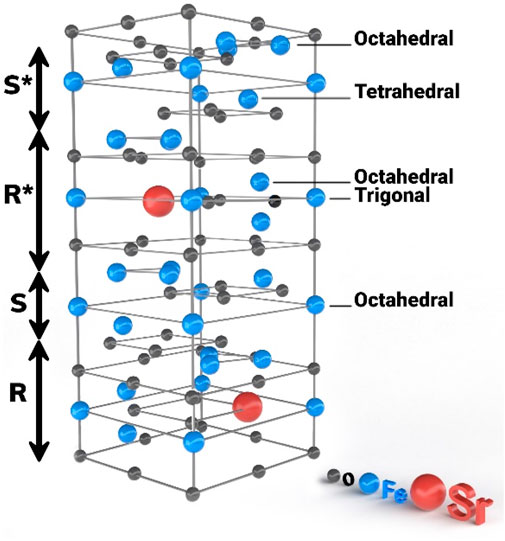 Octahedral
S*
Tetrahedral
Octahedral
R*
Trigonal
S
Octahedral
R
O
Fe
Sr